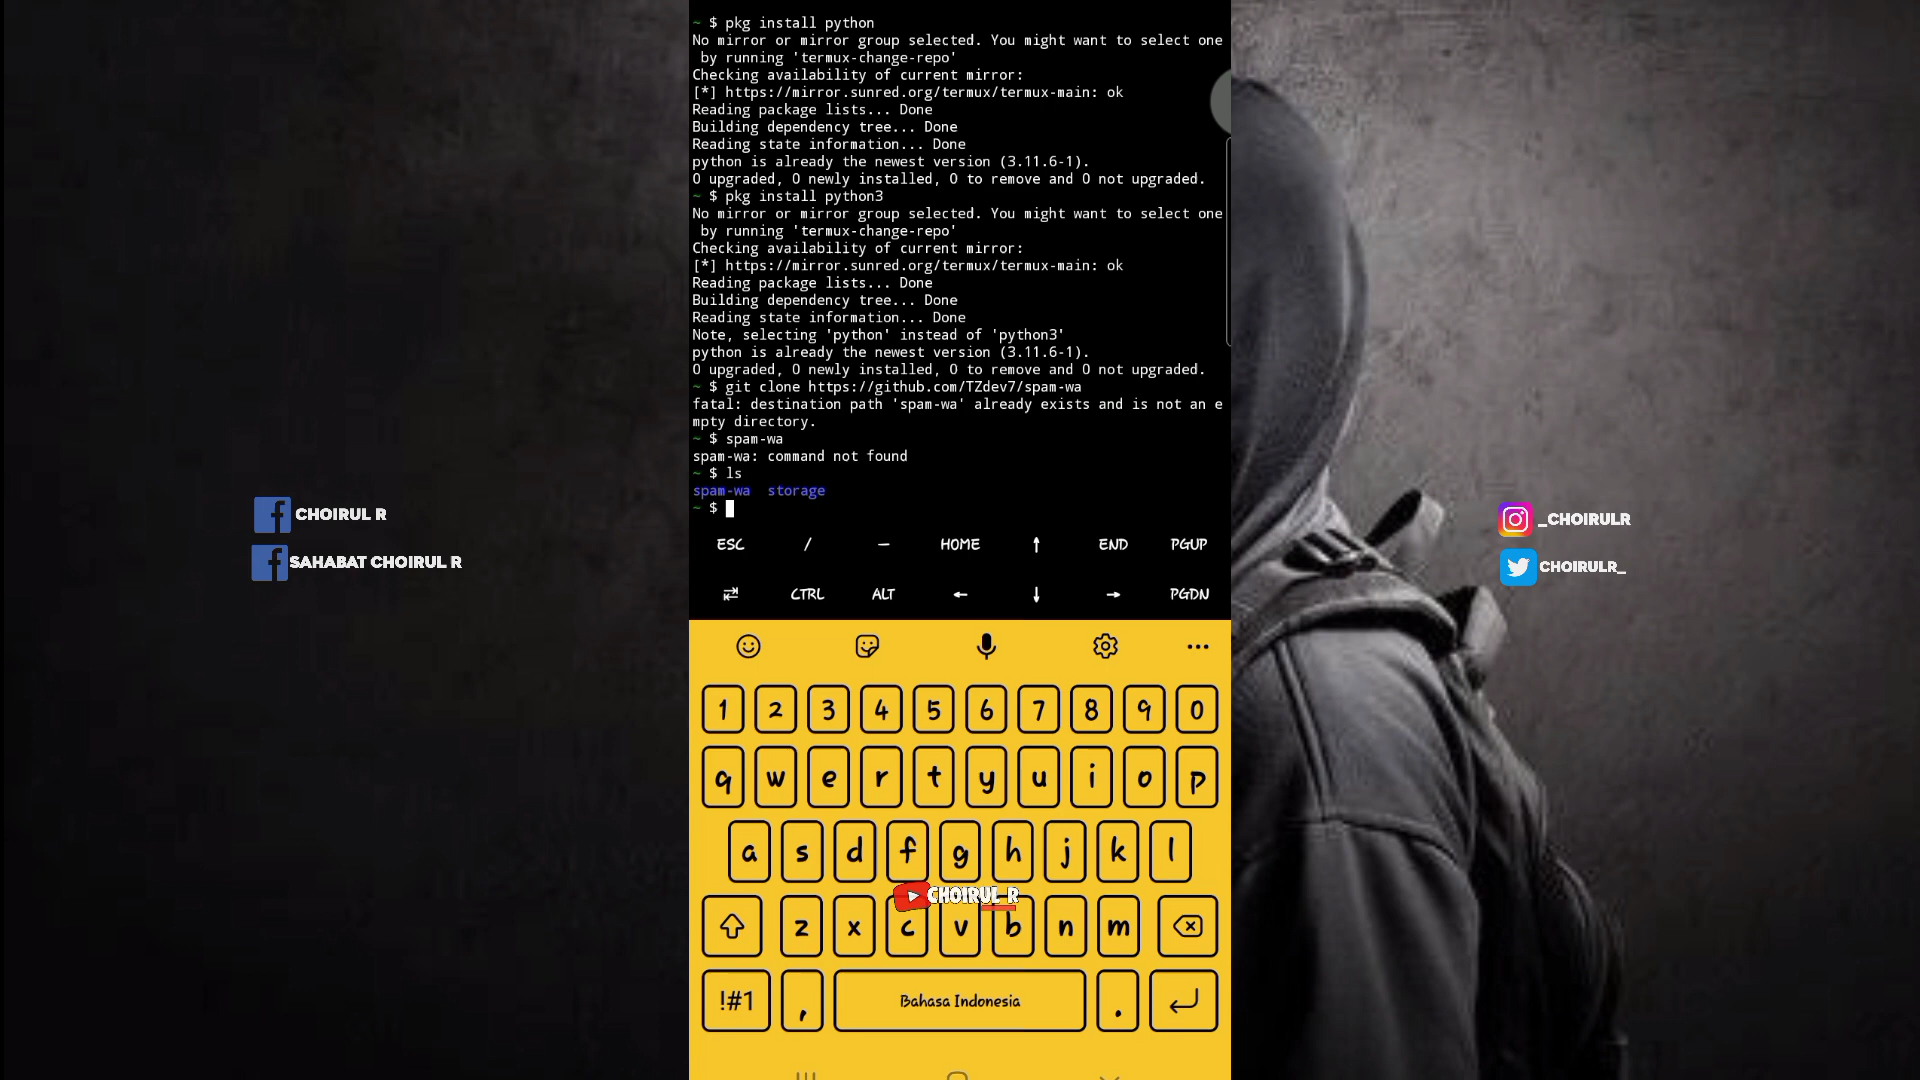 ~ $ pkg install python
No mirror or mirror group selected. You might want to select one
 by running 'termux-change-repo'
Checking availability of current mirror:
[*] https://mirror.sunred.org/termux/termux-main: ok
Reading package lists... Done
Building dependency tree... Done
Reading state information... Done
python is already the newest version (3.11.6-1).
0 upgraded, 0 newly installed, 0 to remove and 0 not upgraded.
~ $ pkg install python3
No mirror or mirror group selected. You might want to select one
 by running 'termux-change-repo'
Checking availability of current mirror:
[*] https://mirror.sunred.org/termux/termux-main: ok
Reading package lists... Done
Building dependency tree... Done
Reading state information... Done
Note, selecting 'python' instead of 'python3'
python is already the newest version (3.11.6-1).
0 upgraded, 0 newly installed, 0 to remove and 0 not upgraded.
~ $ git clone https://github.com/TZdev7/spam-wa
fatal: destination path 'spam-wa' already exists and is not an e
mpty directory.
~ $ spam-wa
spam-wa: command not found
~ $ ls
spam-wa  storage
~ $
ESC / — HOME ↑ END PGUP
⇄ CTRL ALT ← ↓ → PGDN
CHOIRUL R
SAHABAT CHOIRUL R
_CHOIRULR
CHOIRULR_
1 2 3 4 5 6 7 8 9 0
q w e r t y u i o p
a s d f g h j k l
CHOIRUL R
z x c v b n m
!#1 , Bahasa Indonesia .